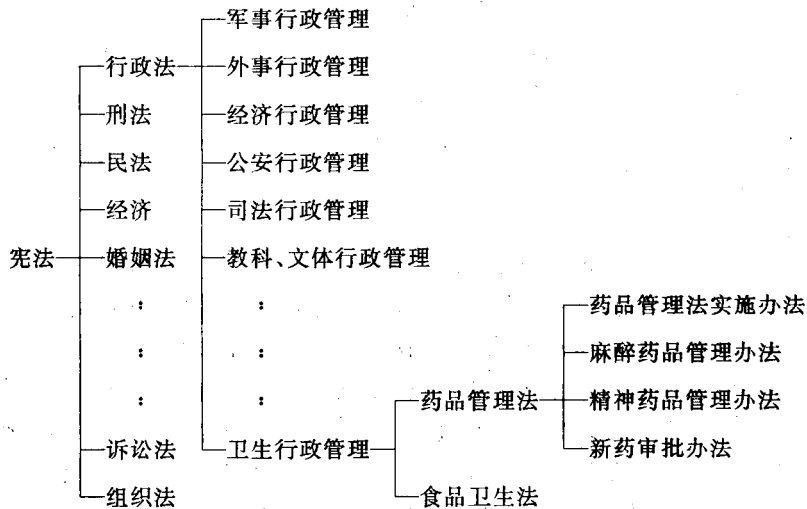 军事行政管理
行政法 外事行政管理
刑法 经济行政管理
民法 公安行政管理
经济 司法行政管理
宪法 婚姻法 教科、文体行政管理
: : 药品管理法实施办法
: : 麻醉药品管理办法
: : 药品管理法 精神药品管理办法
诉讼法 卫生行政管理 新药审批办法
组织法 食品卫生法